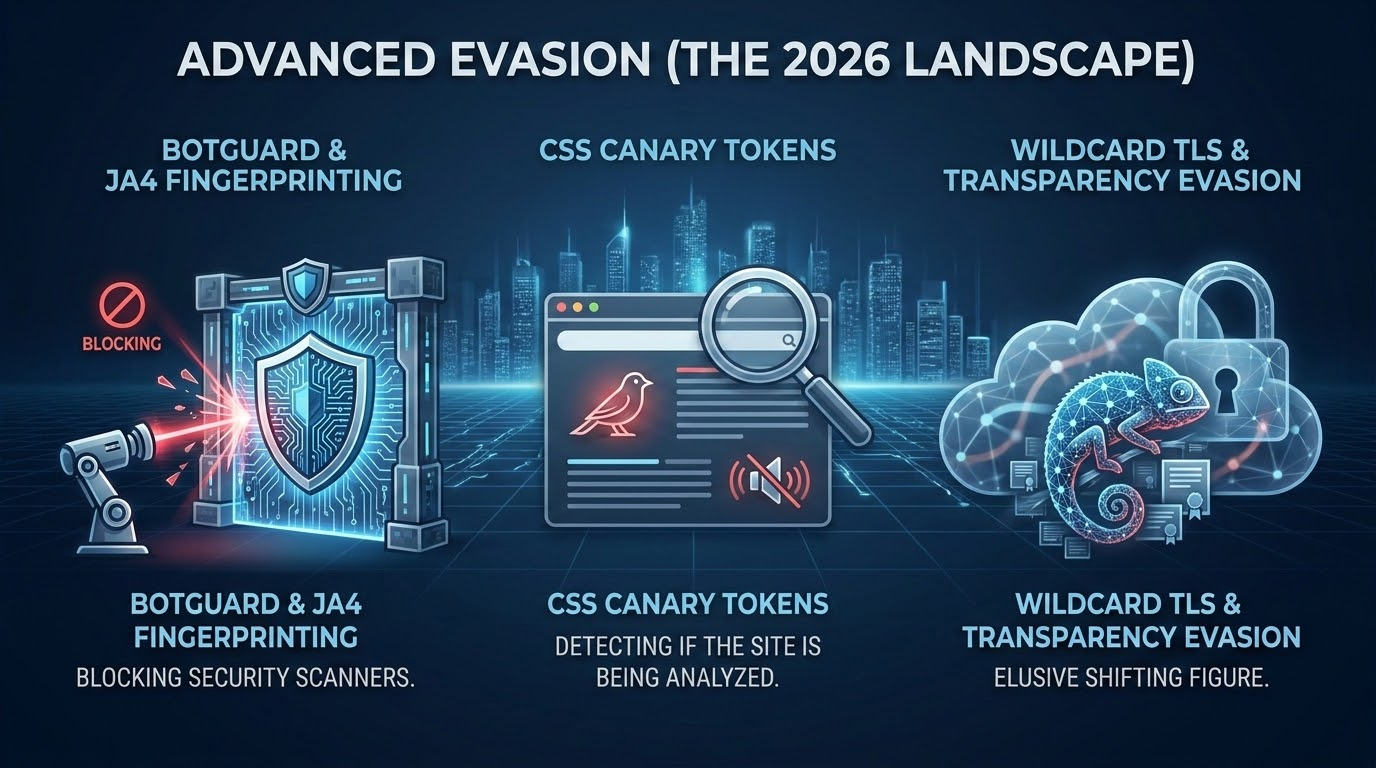 ADVANCED EVASION (THE 2026 LANDSCAPE)
BOTGUARD &
JA4 FINGERPRINTING
BLOCKING
BOTGUARD & JA4
FINGERPRINTING
BLOCKING SECURITY SCANNERS.
CSS CANARY TOKENS
CSS CANARY TOKENS
DETECTING IF THE SITE IS
BEING ANALYZED.
WILDCARD TLS &
TRANSPARENCY EVASION
WILDCARD TLS &
TRANSPARENCY EVASION
ELUSIVE SHIFTING FIGURE.